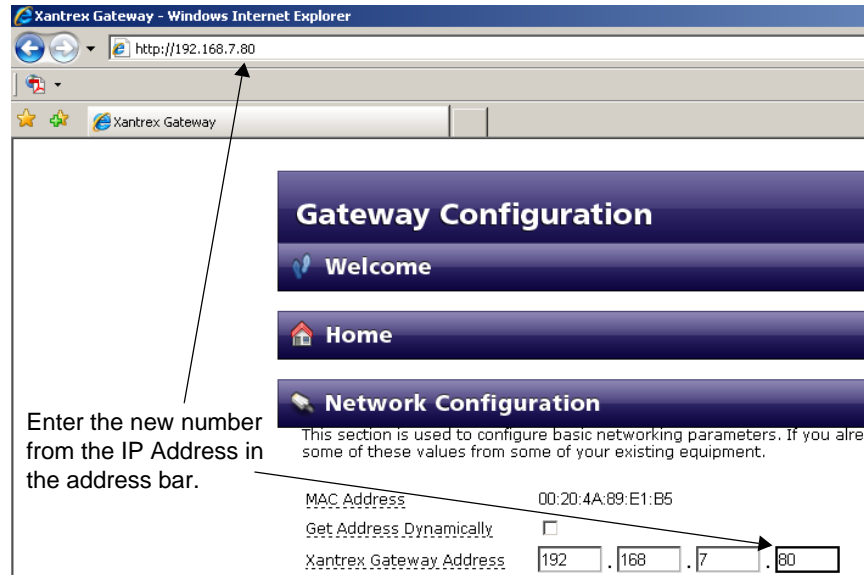 Xantrex Gateway - Windows Internet Explorer
http://192.168.7.80
Xantrex Gateway
Gateway Configuration
Welcome
Home
Network Configuration
This section is used to configure basic networking parameters. If you alre
some of these values from some of your existing equipment.
MAC Address 00:20:4A:89:E1:B5
Get Address Dynamically
Xantrex Gateway Address 192 . 168 . 7 . 80
Enter the new number
from the IP Address in
the address bar.